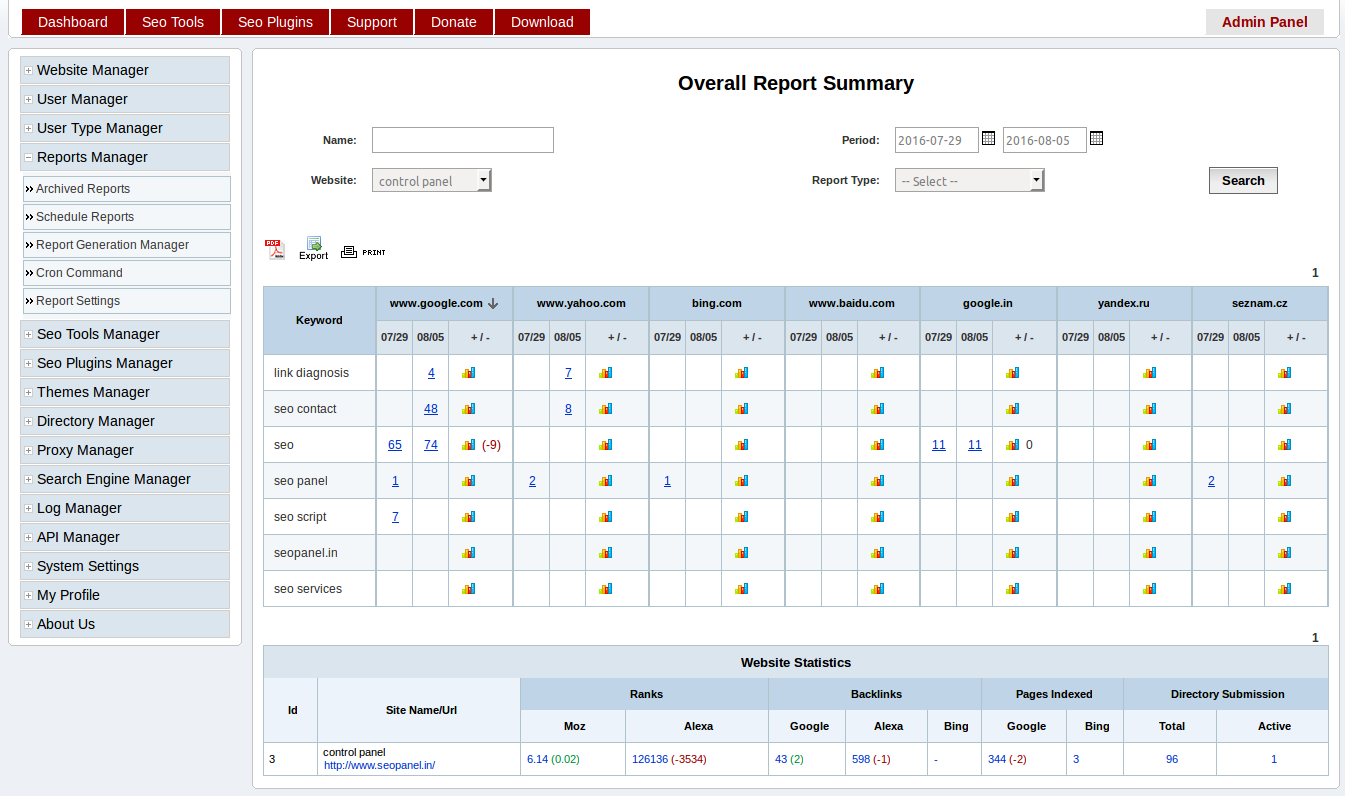 Dashboard Seo Tools Seo Plugins Support Donate Download Admin Panel
Website Manager
User Manager
User Type Manager
Reports Manager
» Archived Reports
» Schedule Reports
» Report Generation Manager
» Cron Command
» Report Settings
Seo Tools Manager
Seo Plugins Manager
Themes Manager
Directory Manager
Proxy Manager
Search Engine Manager
Log Manager
API Manager
System Settings
My Profile
About Us
Overall Report Summary
Name: Period: 2016-07-29 2016-08-05
Website: control panel Report Type: -- Select -- Search
PDF Export PRINT
1
Keyword www.google.com www.yahoo.com bing.com www.baidu.com google.in yandex.ru seznam.cz
07/29 08/05 + / - 07/29 08/05 + / - 07/29 08/05 + / - 07/29 08/05 + / - 07/29 08/05 + / - 07/29 08/05 + / - 07/29 08/05 + / -
link diagnosis 4 7
seo contact 48 8
seo 65 74 (-9) 11 11 0
seo panel 1 2 1 2
seo script 7
seopanel.in
seo services
1
Website Statistics
Id Site Name/Url Ranks Backlinks Pages Indexed Directory Submission
Moz Alexa Google Alexa Bing Google Bing Total Active
3 control panel 6.14 (0.02) 126136 (-3534) 43 (2) 598 (-1) - 344 (-2) 3 96 1
http://www.seopanel.in/